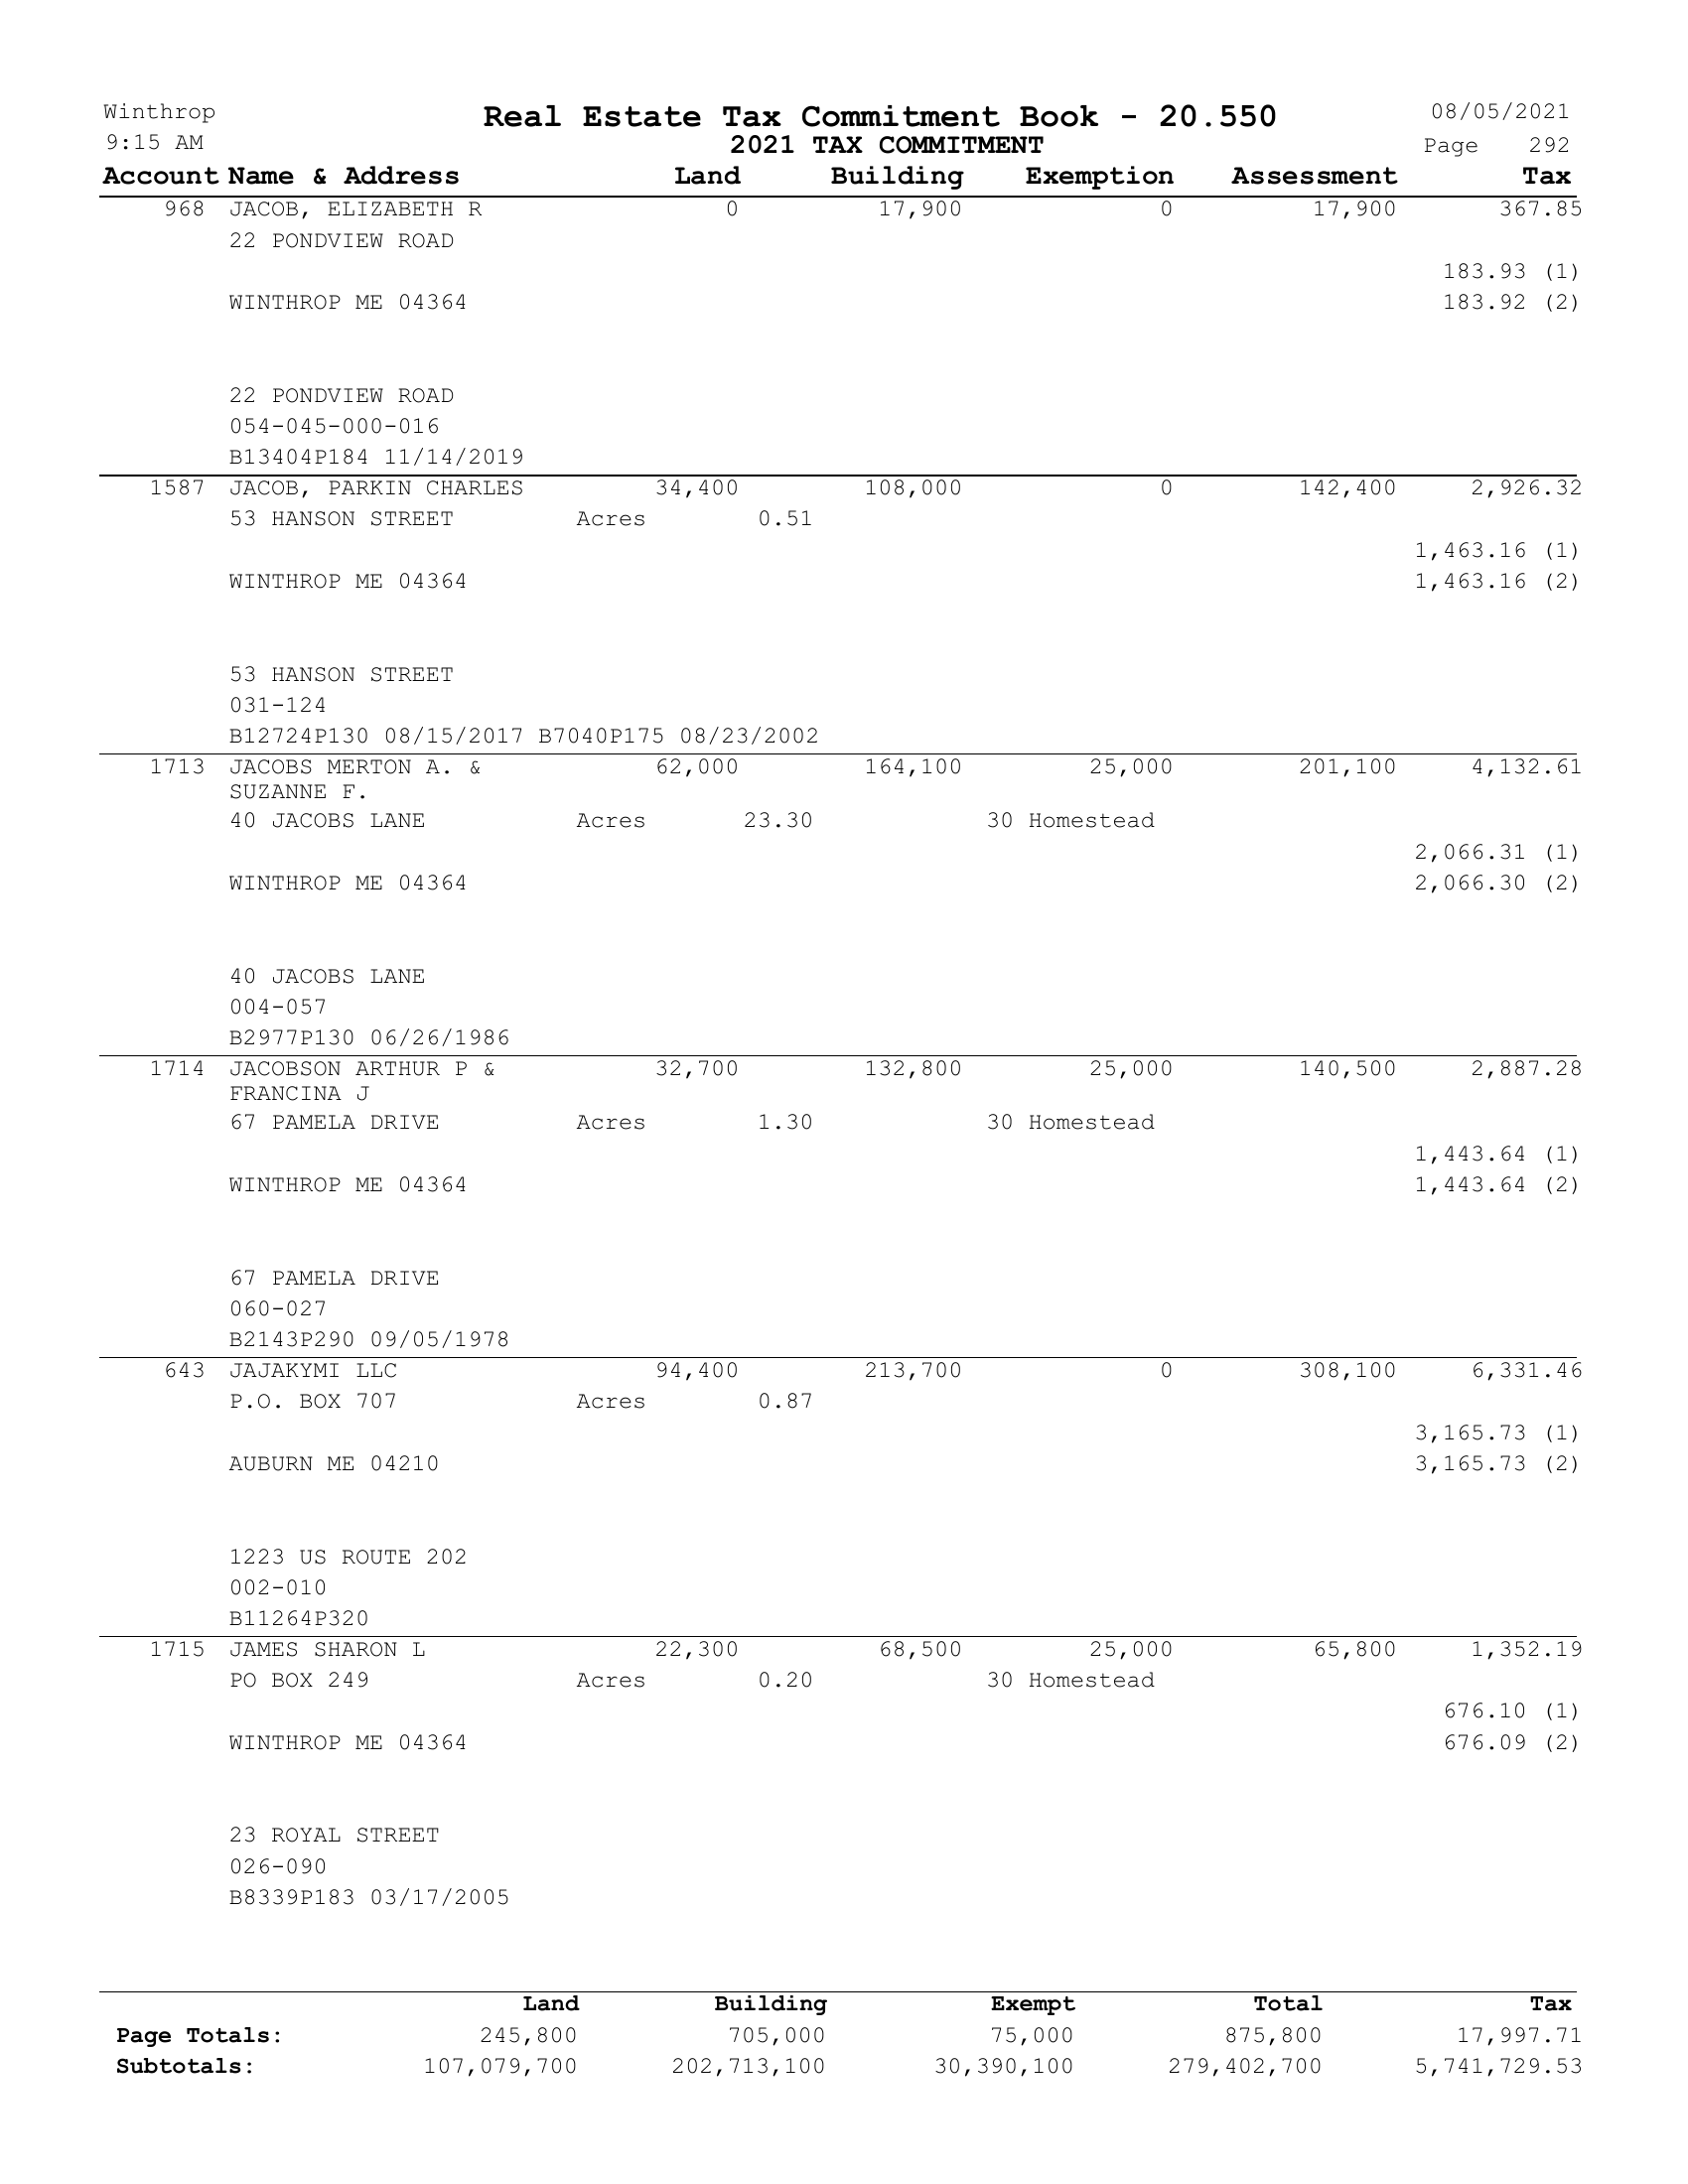 Winthrop Real Estate Tax Commitment Book - 20.550 08/05/2021
9:15 AM 2021 TAX COMMITMENT Page 292
Account Name & Address Land Building Exemption Assessment Tax
968 JACOB, ELIZABETH R 0 17,900 0 17,900 367.85
22 PONDVIEW ROAD
183.93 (1)
WINTHROP ME 04364 183.92 (2)
22 PONDVIEW ROAD
054-045-000-016
B13404P184 11/14/2019
1587 JACOB, PARKIN CHARLES 34,400 108,000 0 142,400 2,926.32
53 HANSON STREET Acres 0.51
1,463.16 (1)
WINTHROP ME 04364 1,463.16 (2)
53 HANSON STREET
031-124
B12724P130 08/15/2017 B7040P175 08/23/2002
1713 JACOBS MERTON A. & 62,000 164,100 25,000 201,100 4,132.61
SUZANNE F.
40 JACOBS LANE Acres 23.30 30 Homestead
2,066.31 (1)
WINTHROP ME 04364 2,066.30 (2)
40 JACOBS LANE
004-057
B2977P130 06/26/1986
1714 JACOBSON ARTHUR P & 32,700 132,800 25,000 140,500 2,887.28
FRANCINA J
67 PAMELA DRIVE Acres 1.30 30 Homestead
1,443.64 (1)
WINTHROP ME 04364 1,443.64 (2)
67 PAMELA DRIVE
060-027
B2143P290 09/05/1978
643 JAJAKYMI LLC 94,400 213,700 0 308,100 6,331.46
P.O. BOX 707 Acres 0.87
3,165.73 (1)
AUBURN ME 04210 3,165.73 (2)
1223 US ROUTE 202
002-010
B11264P320
1715 JAMES SHARON L 22,300 68,500 25,000 65,800 1,352.19
PO BOX 249 Acres 0.20 30 Homestead
676.10 (1)
WINTHROP ME 04364 676.09 (2)
23 ROYAL STREET
026-090
B8339P183 03/17/2005
Land Building Exempt Total Tax
Page Totals: 245,800 705,000 75,000 875,800 17,997.71
Subtotals: 107,079,700 202,713,100 30,390,100 279,402,700 5,741,729.53